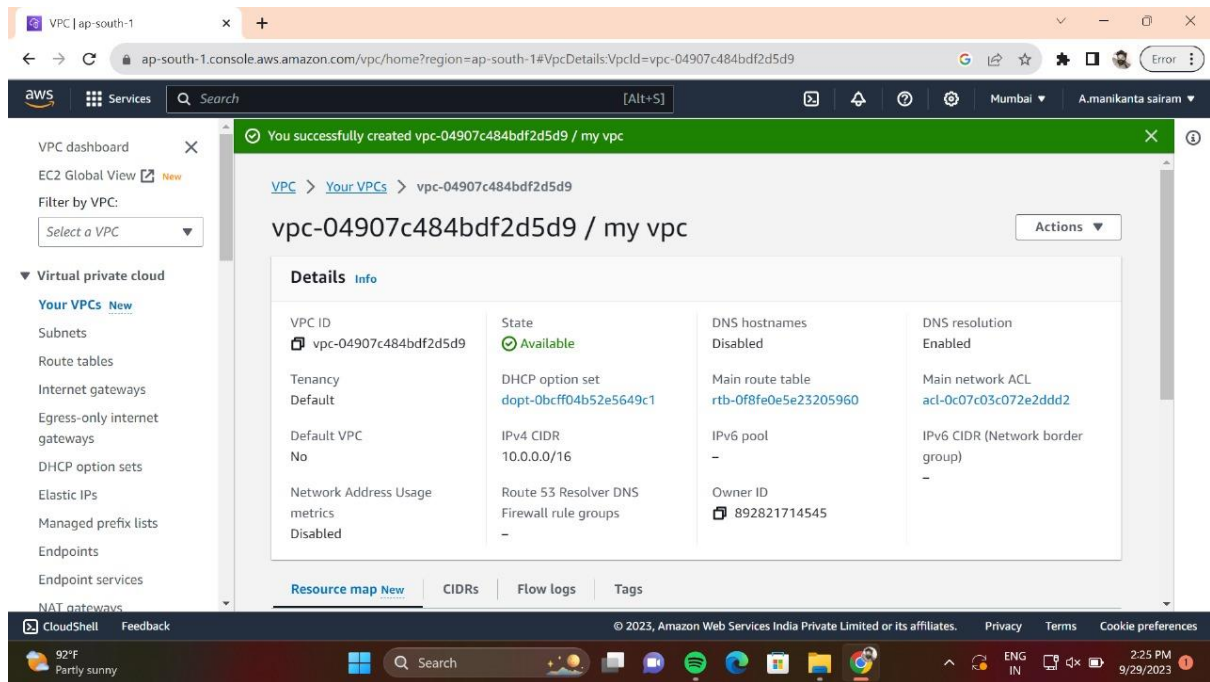 VPC | ap-south-1
ap-south-1.console.aws.amazon.com/vpc/home?region=ap-south-1#VpcDetails:VpcId=vpc-04907c484bdf2d5d9
Error
aws
Services
Search
[Alt+S]
Mumbai
A.manikanta sairam
VPC dashboard
EC2 Global View New
Filter by VPC:
Select a VPC
Virtual private cloud
Your VPCs New
Subnets
Route tables
Internet gateways
Egress-only internet
gateways
DHCP option sets
Elastic IPs
Managed prefix lists
Endpoints
Endpoint services
NAT gateways
You successfully created vpc-04907c484bdf2d5d9 / my vpc
VPC > Your VPCs > vpc-04907c484bdf2d5d9
vpc-04907c484bdf2d5d9 / my vpc
Actions
Details Info
VPC ID
vpc-04907c484bdf2d5d9
State
Available
DNS hostnames
Disabled
DNS resolution
Enabled
Tenancy
Default
DHCP option set
dopt-0bcff04b52e5649c1
Main route table
rtb-0f8fe0e5e23205960
Main network ACL
acl-0c07c03c072e2ddd2
Default VPC
No
IPv4 CIDR
10.0.0.0/16
IPv6 pool
–
IPv6 CIDR (Network border
group)
–
Network Address Usage
metrics
Disabled
Route 53 Resolver DNS
Firewall rule groups
–
Owner ID
892821714545
Resource map New
CIDRs
Flow logs
Tags
CloudShell
Feedback
© 2023, Amazon Web Services India Private Limited or its affiliates.
Privacy
Terms
Cookie preferences
92°F
Partly sunny
Search
ENG
IN
2:25 PM
9/29/2023
1